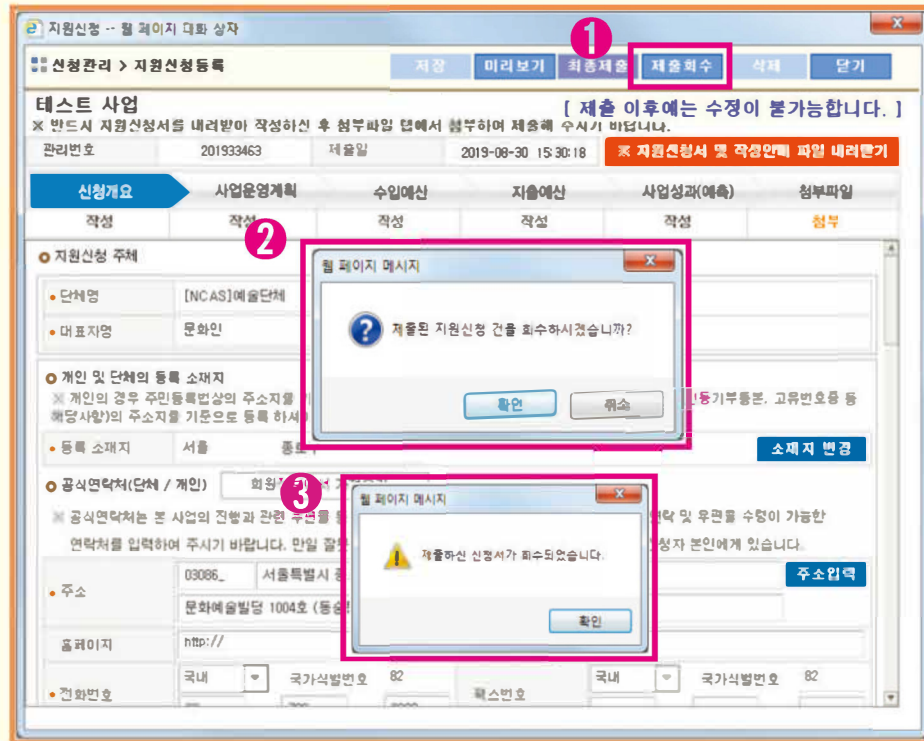 지원신청 -- 웹 페이지 대화 상자
신청관리 > 지원신청등록
저장 미리보기 최종제출 제출회수 삭제 닫기
1
테스트 사업
[ 제출 이후에는 수정이 불가능합니다. ]
※ 반드시 지원신청서를 내려받아 작성하신 후 첨부파일 탭에서 첨부하여 제출해 주시기 바랍니다.
관리번호 201933463 제출일 2019-08-30 15:30:18 ※ 지원신청서 및 작성안내 파일 내려받기
신청개요 사업운영계획 수입예산 지출예산 사업성과(예측) 첨부파일
작성 작성 작성 작성 작성 첨부
2
지원신청 주체
단체명 [NCAS]예술단체
대표자명 문화인
웹 페이지 메시지
제출된 지원신청 건을 회수하시겠습니까?
확인 취소
개인 및 단체의 등록 소재지
※ 개인의 경우 주민등록법상의 주소지를 등기부등본, 고유번호증 등
해당사항)의 주소지를 기준으로 등록 하셔야
등록 소재지 서울 종로구 소재지 변경
공식연락처(단체 / 개인)
3
웹 페이지 메시지
제출하신 신청서가 회수되었습니다.
확인
※ 공식연락처는 본 사업의 진행과 관련 우편물 등 연락 및 우편물 수령이 가능한
연락처를 입력하여 주시기 바랍니다. 만일 잘못 본인에게 있습니다.
주소 03086_ 서울특별시 주소입력
문화예술빌딩 1004호
홈페이지 http://
전화번호 국내 국가식별번호 82 팩스번호 국내 국가식별번호 82